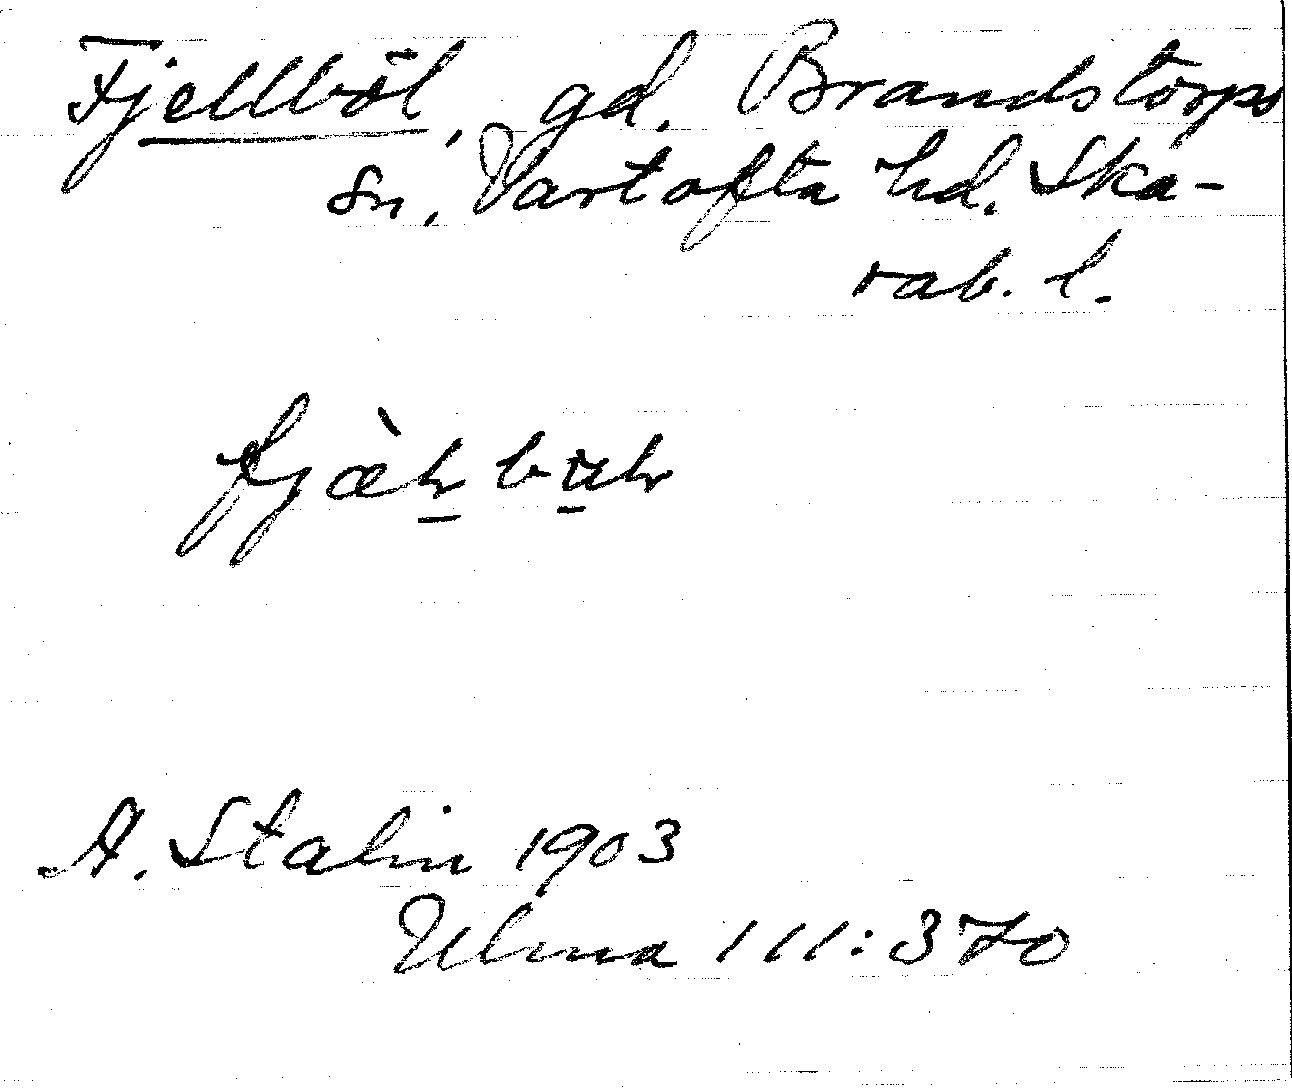 Fjellböl, gd. Brandstorps
sn. Vartofta hd. Ska-
rab. l.
A. Stalin 1903
Ulma 111:370